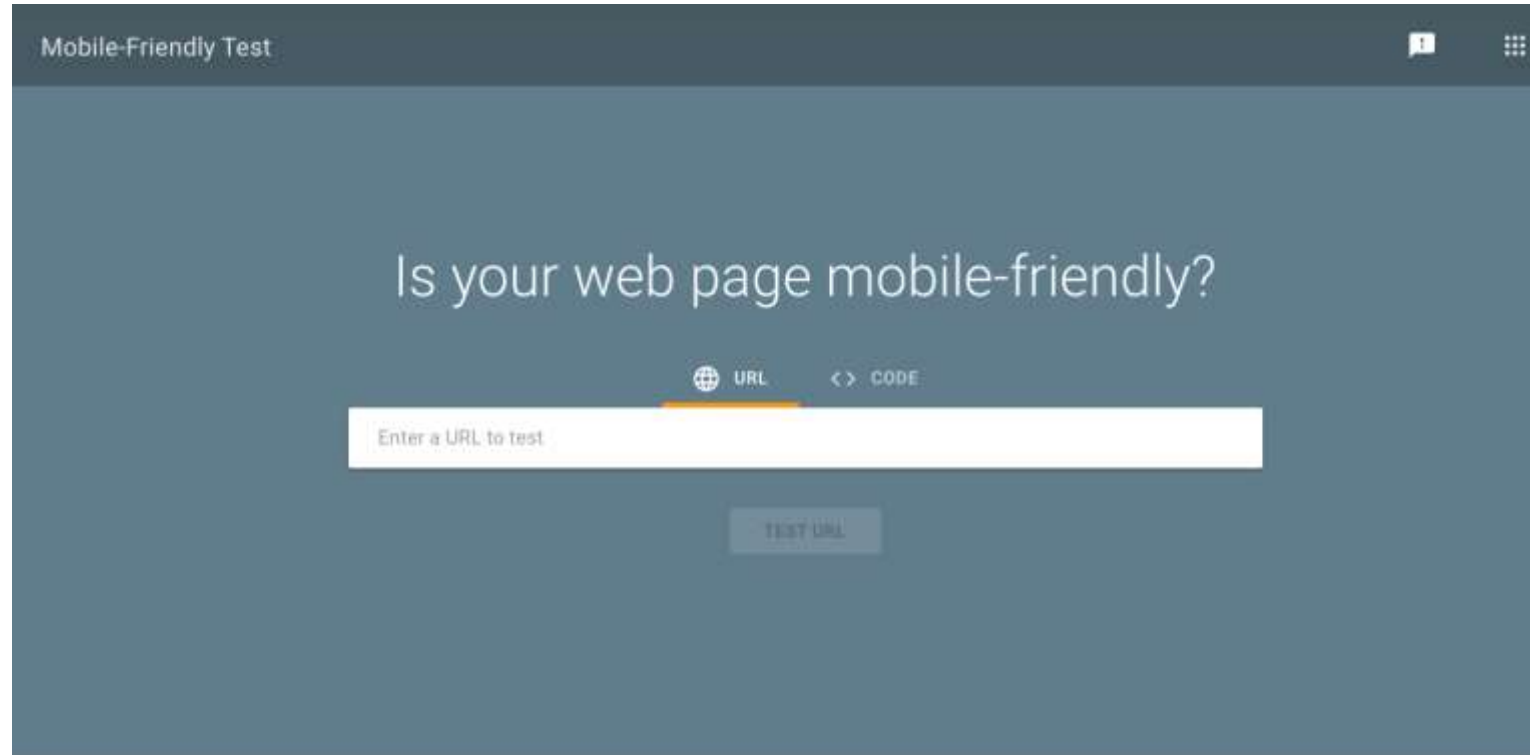 Mobile-Friendly Test
Is your web page mobile-friendly?
URL
<> CODE
Enter a URL to test
TEST URL